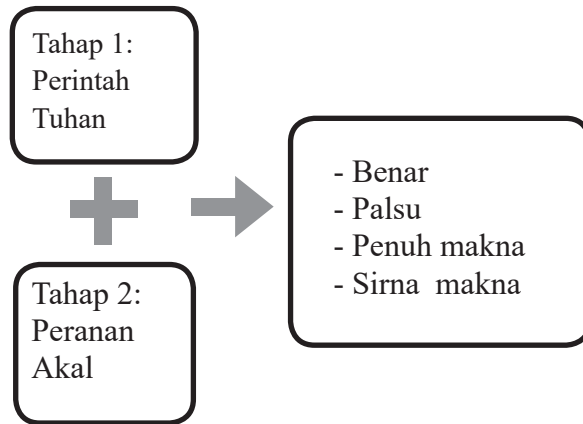 Tahap 1:
Perintah
Tuhan
Tahap 2:
Peranan
Akal
- Benar
- Palsu
- Penuh makna
- Sirna makna